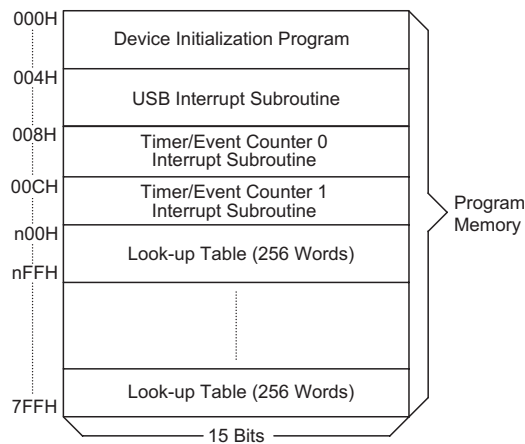 000H
Device Initialization Program
004H
USB Interrupt Subroutine
008H
Timer/Event Counter 0
Interrupt Subroutine
00CH
Timer/Event Counter 1
Interrupt Subroutine
n00H
Look-up Table (256 Words)
nFFH
Program
Memory
Look-up Table (256 Words)
7FFH
15 Bits